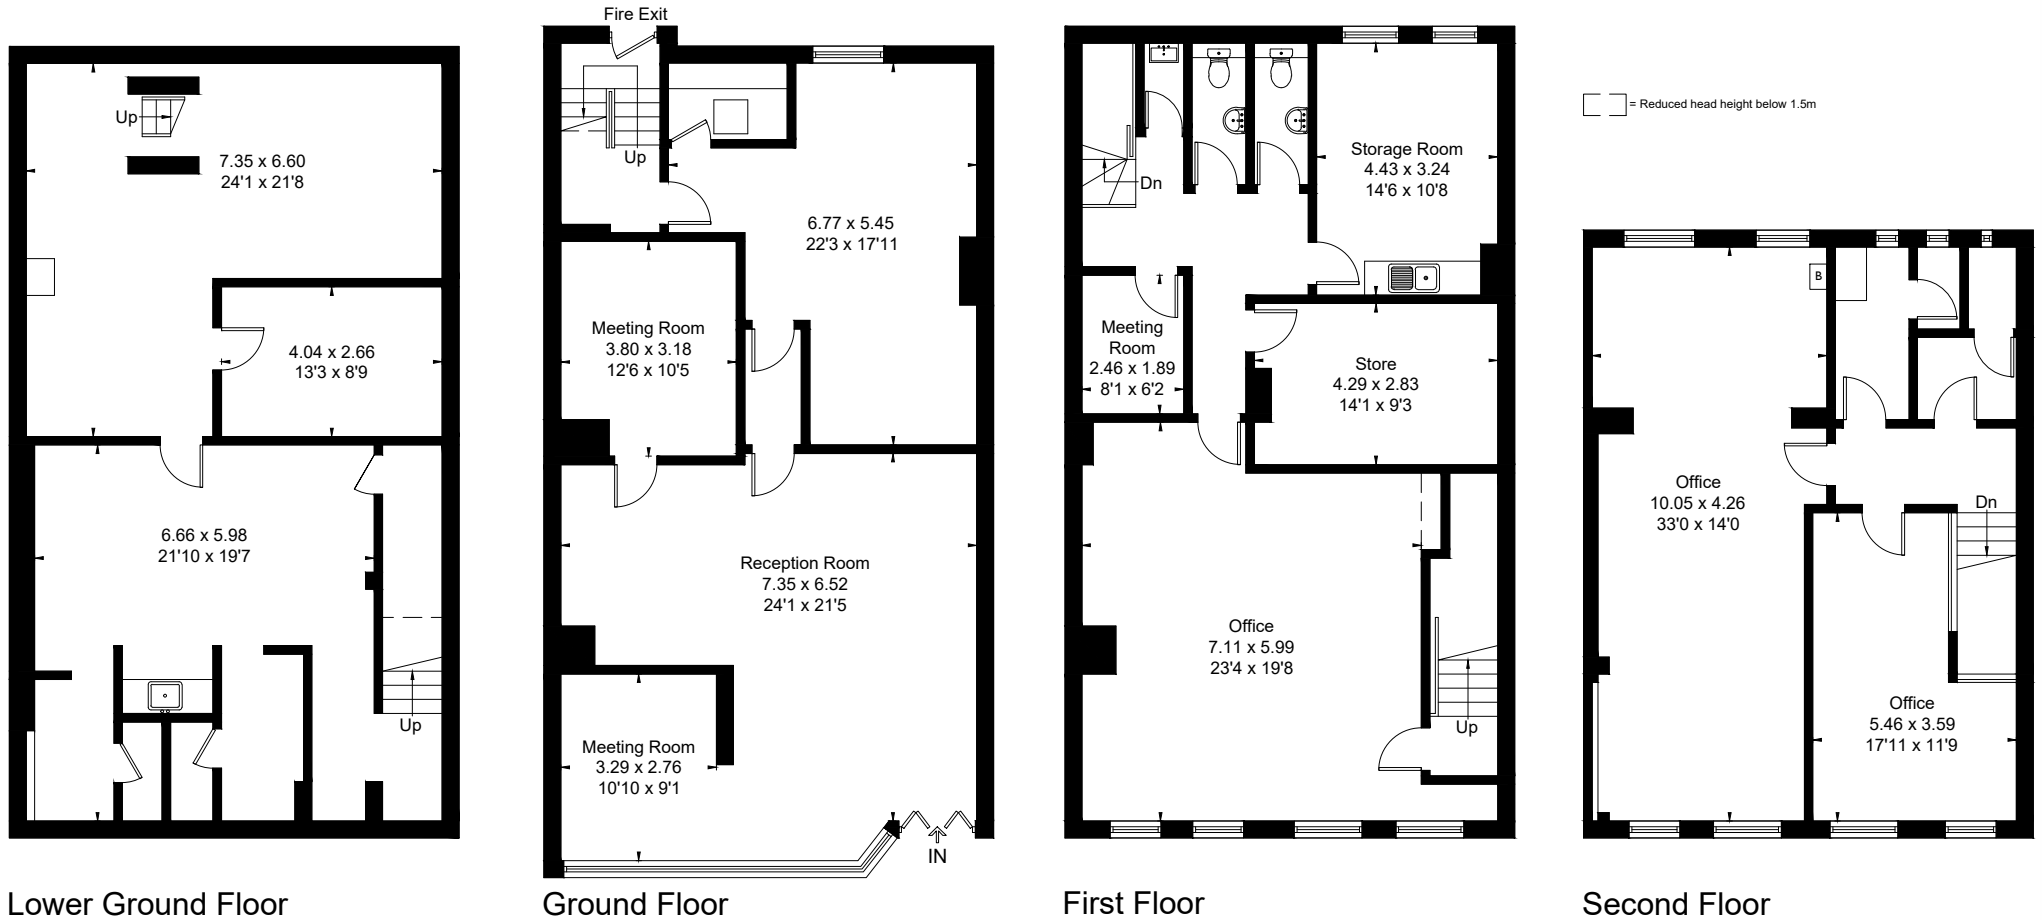 Up
7.35 x 6.60
24'1 x 21'8
4.04 x 2.66
13'3 x 8'9
6.66 x 5.98
21'10 x 19'7
Up
Lower Ground Floor
Fire Exit
Up
6.77 x 5.45
22'3 x 17'11
Meeting Room
3.80 x 3.18
12'6 x 10'5
Reception Room
7.35 x 6.52
24'1 x 21'5
Meeting Room
3.29 x 2.76
10'10 x 9'1
IN
Ground Floor
Dn
Storage Room
4.43 x 3.24
14'6 x 10'8
Meeting
Room
2.46 x 1.89
8'1 x 6'2
Store
4.29 x 2.83
14'1 x 9'3
Office
7.11 x 5.99
23'4 x 19'8
Up
First Floor
= Reduced head height below 1.5m
B
Office
10.05 x 4.26
33'0 x 14'0
Dn
Office
5.46 x 3.59
17'11 x 11'9
Second Floor